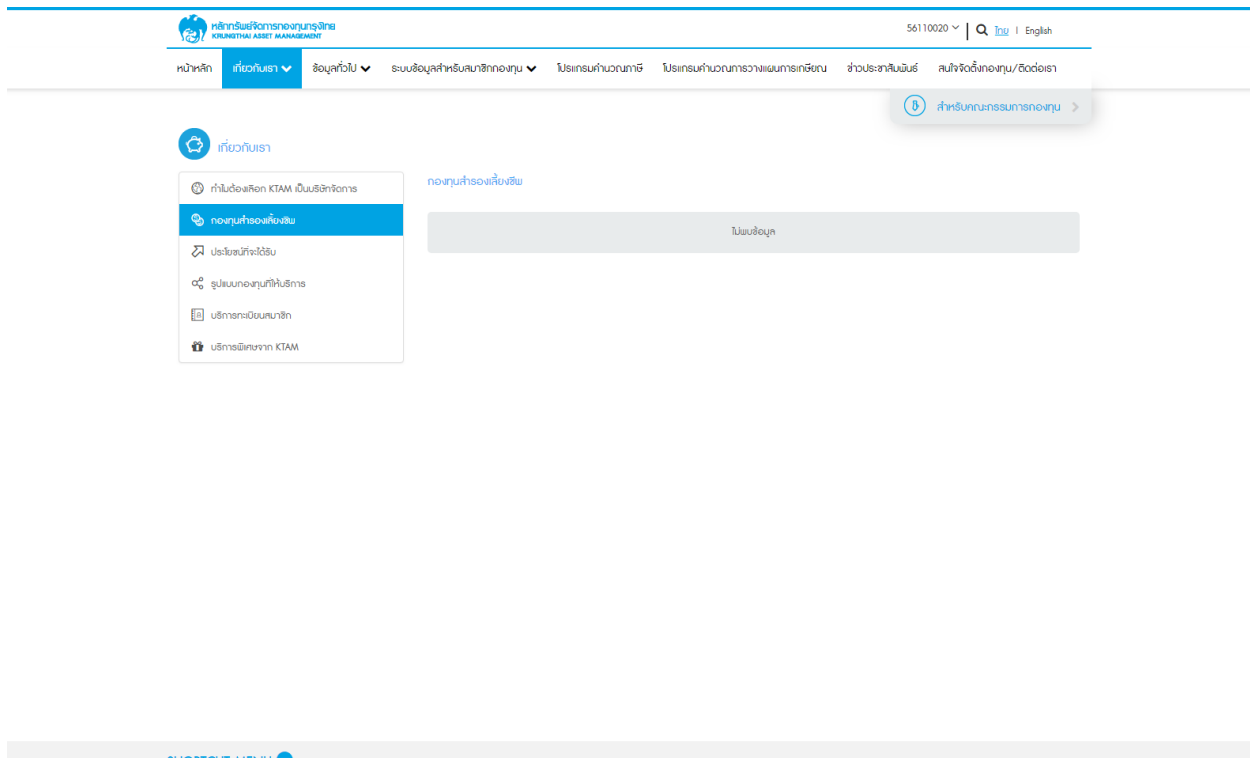 หลักทรัพย์จัดการกองทุนกรุงไทย
KRUNGTHAI ASSET MANAGEMENT
56110020 ไทย | English
หน้าหลัก เกี่ยวกับเรา ข้อมูลทั่วไป ระบบข้อมูลสำหรับสมาชิกกองทุน โปรแกรมคำนวณภาษี โปรแกรมคำนวณการวางแผนการเกษียณ ข่าวประชาสัมพันธ์ สนใจจัดตั้งกองทุน/ติดต่อเรา
สำหรับคณะกรรมการกองทุน
เกี่ยวกับเรา
ทำไมต้องเลือก KTAM เป็นบริษัทจัดการ
กองทุนสำรองเลี้ยงชีพ
ประโยชน์ที่จะได้รับ
รูปแบบกองทุนที่ให้บริการ
บริการทะเบียนสมาชิก
บริการพิเศษจาก KTAM
กองทุนสำรองเลี้ยงชีพ
ไม่พบข้อมูล